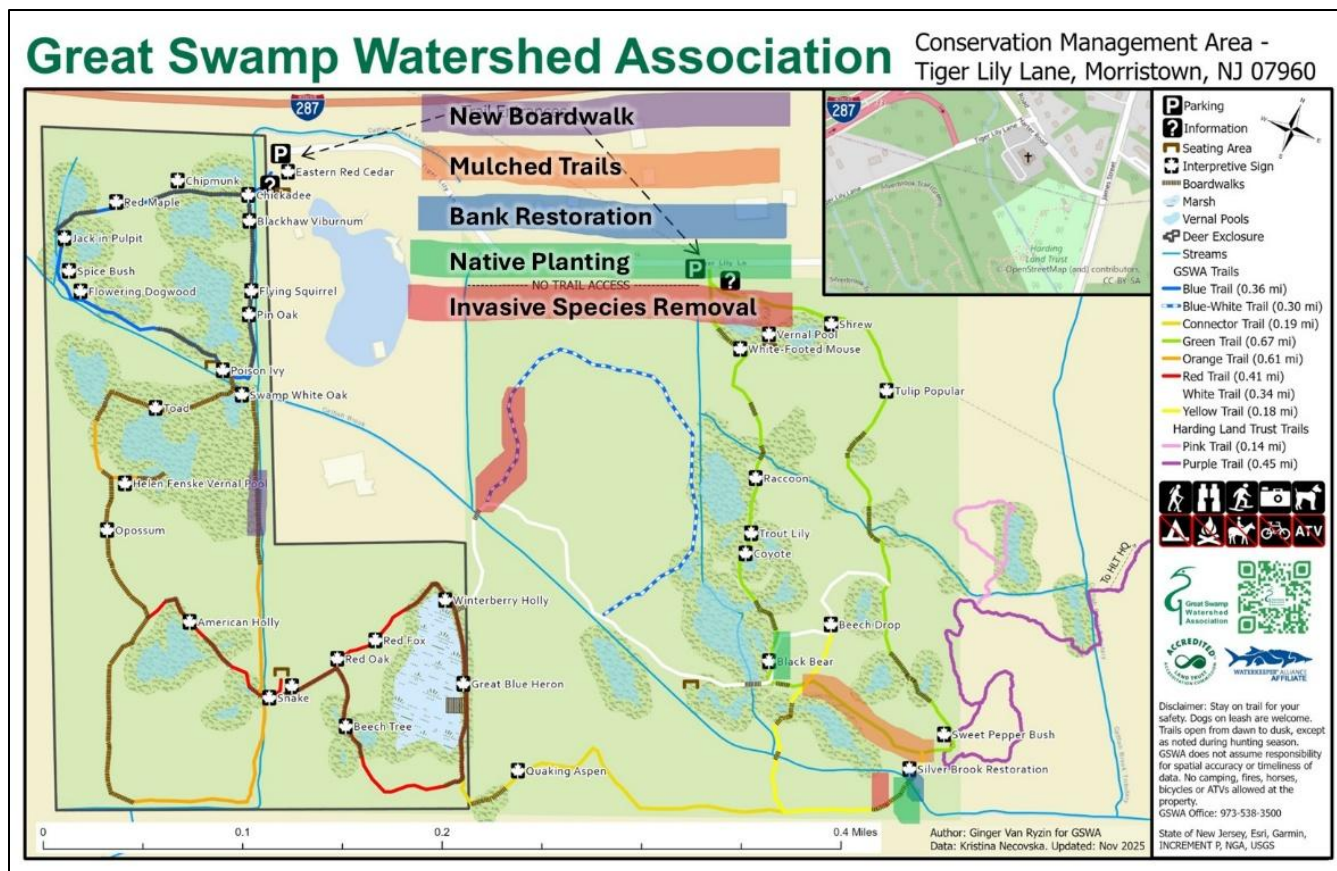 Great Swamp Watershed Association
Conservation Management Area -
Tiger Lily Lane, Morristown, NJ 07960
287
New Boardwalk
Mulched Trails
Bank Restoration
Native Planting
NO TRAIL ACCESS
Invasive Species Removal
P
?
Eastern Red Cedar
Chipmunk
Chickadee
Red Maple
Blackhaw Viburnum
Jack in Pulpit
Spice Bush
Flowering Dogwood
Flying Squirrel
Pin Oak
Poison Ivy
Swamp White Oak
Toad
Helen Fenske Vernal Pool
Opossum
American Holly
Winterberry Holly
Red Fox
Red Oak
Snake
Great Blue Heron
Beech Tree
Quaking Aspen
P
?
Shrew
Vernal Pool
White-Footed Mouse
Tulip Popular
Raccoon
Trout Lily
Coyote
Beech Drop
Black Bear
Sweet Pepper Bush
Silver Brook Restoration
To HLT HQ
0 0.1 0.2 0.4 Miles
Author: Ginger Van Ryzin for GSWA
Data: Kristina Necovska. Updated: Nov 2025
287
Tiger Lily Lane
James Street
Harding
Land Trust
© OpenStreetMap (and) contributors,
CC-BY-SA
P Parking
? Information
Seating Area
Interpretive Sign
Boardwalks
Marsh
Vernal Pools
Deer Exclosure
Streams
GSWA Trails
Blue Trail (0.36 mi)
Blue-White Trail (0.30 mi)
Connector Trail (0.19 mi)
Green Trail (0.67 mi)
Orange Trail (0.61 mi)
Red Trail (0.41 mi)
White Trail (0.34 mi)
Yellow Trail (0.18 mi)
Harding Land Trust Trails
Pink Trail (0.14 mi)
Purple Trail (0.45 mi)
ATV
Great Swamp
Watershed
Association
ACCREDITED
LAND TRUST
WATERKEEPER ALLIANCE
AFFILIATE
Disclaimer: Stay on trail for your
safety. Dogs on leash are welcome.
Trails open from dawn to dusk, except
as noted during hunting season.
GSWA does not assume responsibility
for spatial accuracy or timeliness of
data. No camping, fires, horses,
bicycles or ATVs allowed at the
property.
GSWA Office: 973-538-3500
State of New Jersey, Esri, Garmin,
INCREMENT P, NGA, USGS